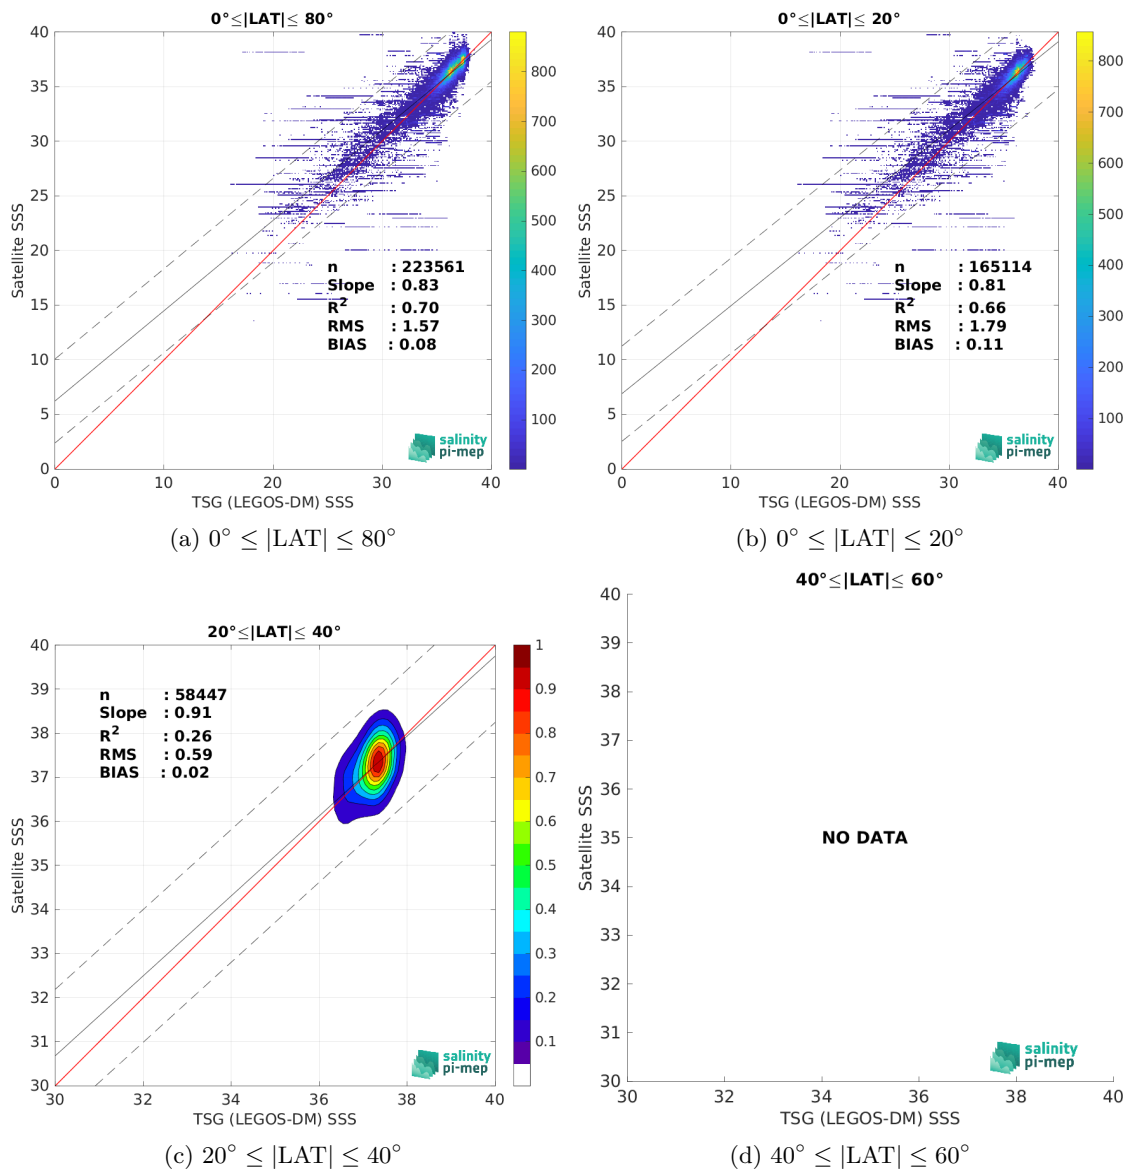 0°≤|LAT|≤ 80°
Satellite SSS
40
35
30
25
20
15
10
5
0
0
10
20
30
40
TSG (LEGOS-DM) SSS
n : 223561
Slope : 0.83
R2 : 0.70
RMS : 1.57
BIAS : 0.08
800
700
600
500
400
300
200
100
salinity
pi-mep
(a) 0° ≤ |LAT| ≤ 80°
0°≤|LAT|≤ 20°
Satellite SSS
40
35
30
25
20
15
10
5
0
0
10
20
30
40
TSG (LEGOS-DM) SSS
n : 165114
Slope : 0.81
R2 : 0.66
RMS : 1.79
BIAS : 0.11
800
700
600
500
400
300
200
100
salinity
pi-mep
(b) 0° ≤ |LAT| ≤ 20°
20°≤|LAT|≤ 40°
Satellite SSS
40
39
38
37
36
35
34
33
32
31
30
30
32
34
36
38
40
TSG (LEGOS-DM) SSS
n : 58447
Slope : 0.91
R2 : 0.26
RMS : 0.59
BIAS : 0.02
1
0.9
0.8
0.7
0.6
0.5
0.4
0.3
0.2
0.1
salinity
pi-mep
(c) 20° ≤ |LAT| ≤ 40°
40°≤|LAT|≤ 60°
Satellite SSS
40
39
38
37
36
35
34
33
32
31
30
30
32
34
36
38
40
TSG (LEGOS-DM) SSS
NO DATA
salinity
pi-mep
(d) 40° ≤ |LAT| ≤ 60°